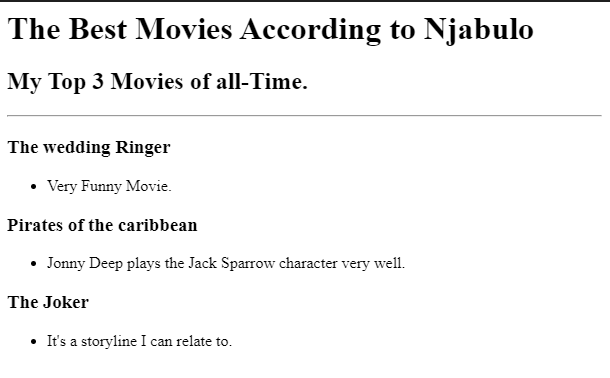 The Best Movies According to Njabulo
My Top 3 Movies of all-Time.
The wedding Ringer
Very Funny Movie.
Pirates of the caribbean
Jonny Deep plays the Jack Sparrow character very well.
The Joker
It's a storyline I can relate to.